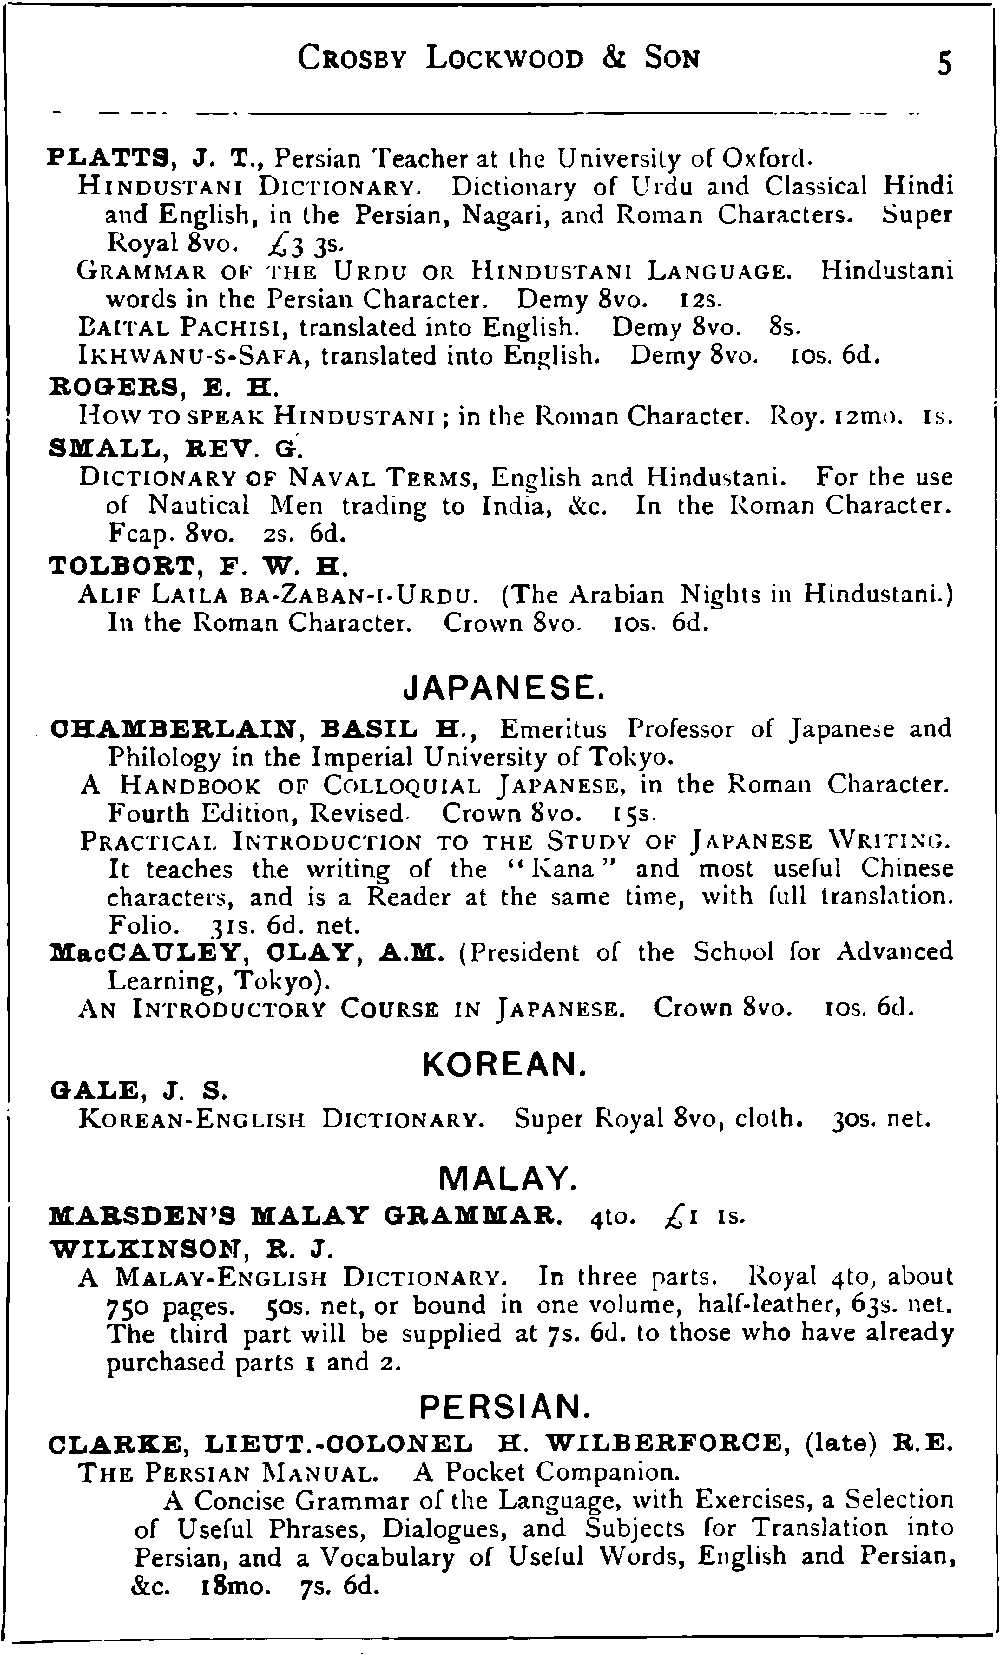 CROSBY LOCKWOOD & SON 5
PLATTS, J. T., Persian Teacher at the University of Oxford.
HINDUSTANI DICTIONARY. Dictionary of Urdu and Classical Hindi
and English, in the Persian, Nagari, and Roman Characters. Super
Royal 8vo. £3 3s.
GRAMMAR OF THE URDU OR HINDUSTANI LANGUAGE. Hindustani
words in the Persian Character. Demy 8vo. 12s.
BAITAL PACHISI, translated into English. Demy 8vo. 8s.
IKHWANU-S-SAFA, translated into English. Demy 8vo. 10s. 6d.
ROGERS, E. H.
HOW TO SPEAK HINDUSTANI; in the Roman Character. Roy. 12mo. 1s.
SMALL, REV. G.
DICTIONARY OF NAVAL TERMS, English and Hindustani. For the use
of Nautical Men trading to India, &c. In the Roman Character.
Fcap. 8vo. 2s. 6d.
TOLBORT, F. W. H.
ALIF LAILA BA-ZABAN-I-URDU. (The Arabian Nights in Hindustani.)
In the Roman Character. Crown 8vo. 10s. 6d.
JAPANESE.
CHAMBERLAIN, BASIL H., Emeritus Professor of Japanese and
Philology in the Imperial University of Tokyo.
A HANDBOOK OF COLLOQUIAL JAPANESE, in the Roman Character.
Fourth Edition, Revised. Crown 8vo. 15s.
PRACTICAL INTRODUCTION TO THE STUDY OF JAPANESE WRITING.
It teaches the writing of the "Kana" and most useful Chinese
characters, and is a Reader at the same time, with full translation.
Folio. 31s. 6d. net.
MacCAULEY, CLAY, A.M. (President of the School for Advanced
Learning, Tokyo).
AN INTRODUCTORY COURSE IN JAPANESE. Crown 8vo. 10s. 6d.
KOREAN.
GALE, J. S.
KOREAN-ENGLISH DICTIONARY. Super Royal 8vo, cloth. 30s. net.
MALAY.
MARSDEN'S MALAY GRAMMAR. 4to. £1 1s.
WILKINSON, R. J.
A MALAY-ENGLISH DICTIONARY. In three parts. Royal 4to, about
750 pages. 50s. net, or bound in one volume, half-leather, 63s. net.
The third part will be supplied at 7s. 6d. to those who have already
purchased parts 1 and 2.
PERSIAN.
CLARKE, LIEUT.-COLONEL H. WILBERFORCE, (late) R.E.
THE PERSIAN MANUAL. A Pocket Companion.
A Concise Grammar of the Language, with Exercises, a Selection
of Useful Phrases, Dialogues, and Subjects for Translation into
Persian, and a Vocabulary of Useful Words, English and Persian,
&c. 18mo. 7s. 6d.